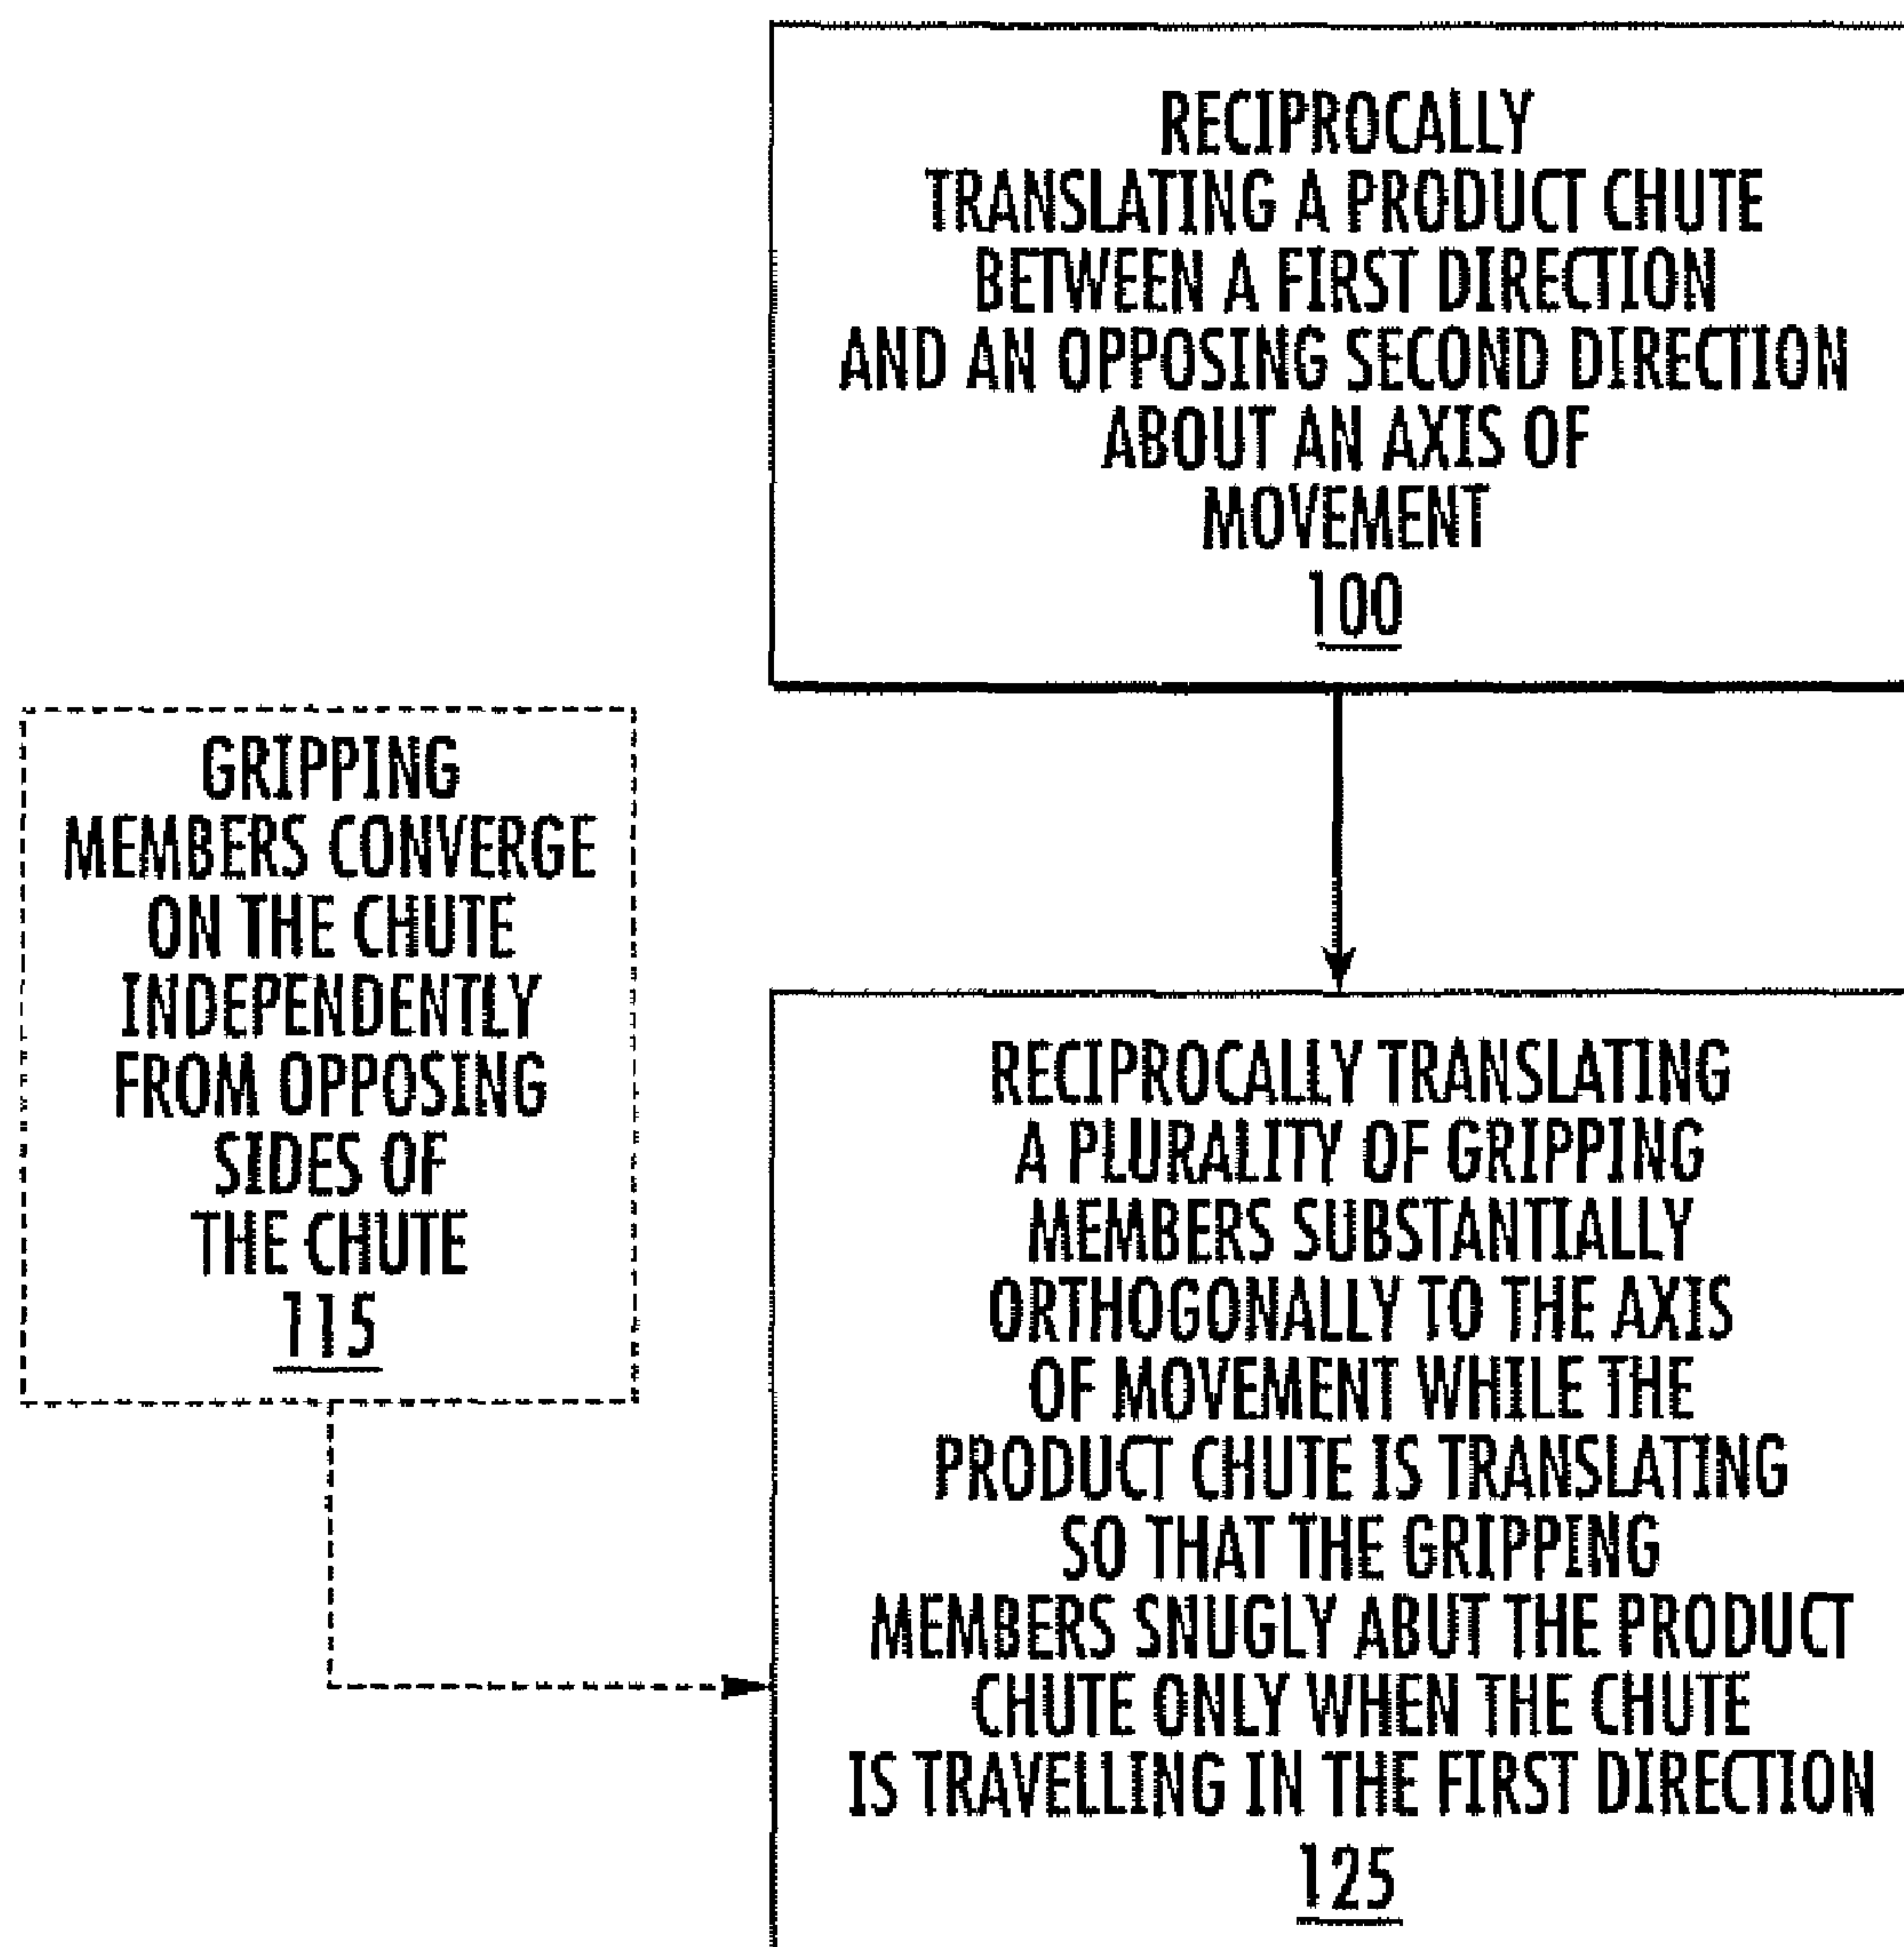 RECIPROCALLY
TRANSLATING A PRODUCT CHUTE
BETWEEN A FIRST DIRECTION
AND AN OPPOSING SECOND DIRECTION
ABOUT AN AXIS OF
MOVEMENT
100
GRIPPING
MEMBERS CONVERGE
ON THE CHUTE
INDEPENDENTLY
FROM OPPOSING
SIDES OF
THE CHUTE
115
RECIPROCALLY TRANSLATING
A PLURALITY OF GRIPPING
MEMBERS SUBSTANTIALLY
ORTHOGONALLY TO THE AXIS
OF MOVEMENT WHILE THE
PRODUCT CHUTE IS TRANSLATING
SO THAT THE GRIPPING
MEMBERS SNUGLY ABUT THE PRODUCT
CHUTE ONLY WHEN THE CHUTE
IS TRAVELLING IN THE FIRST DIRECTION
125